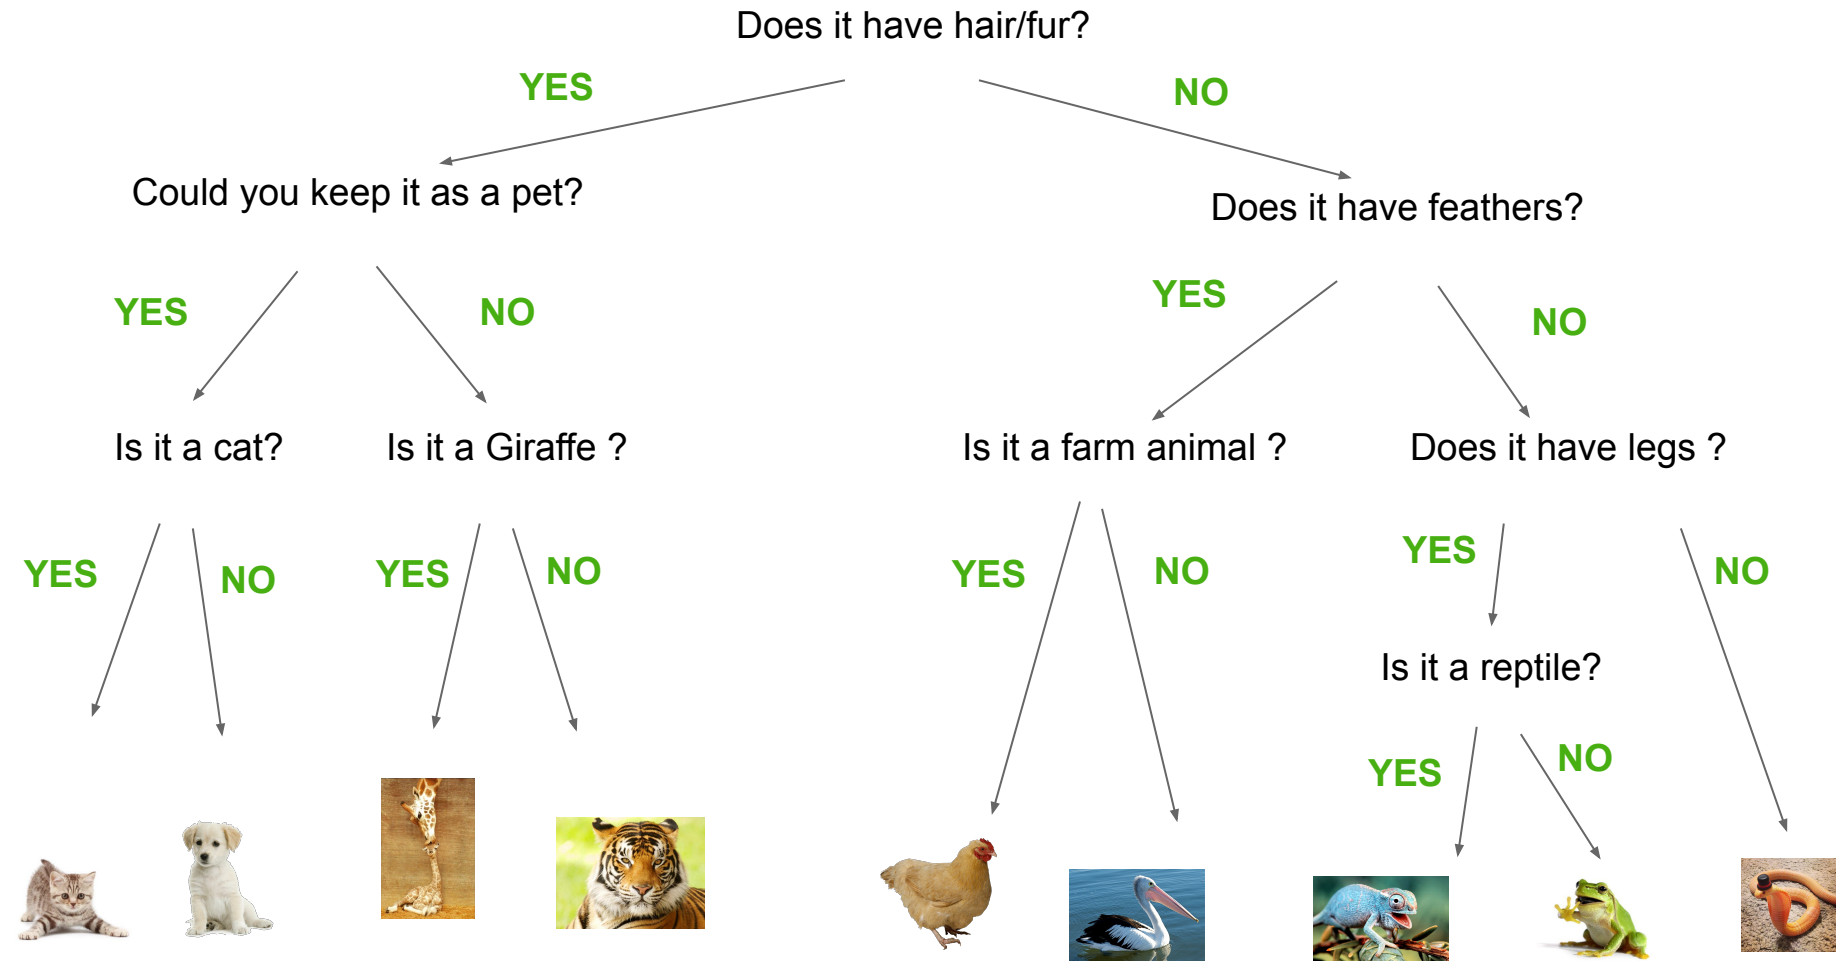 Does it have hair/fur?
YES
NO
Could you keep it as a pet?
Does it have feathers?
YES
NO
YES
NO
Is it a cat?
Is it a Giraffe ?
Is it a farm animal ?
Does it have legs ?
YES
NO
YES
NO
YES
NO
YES
NO
Is it a reptile?
YES
NO